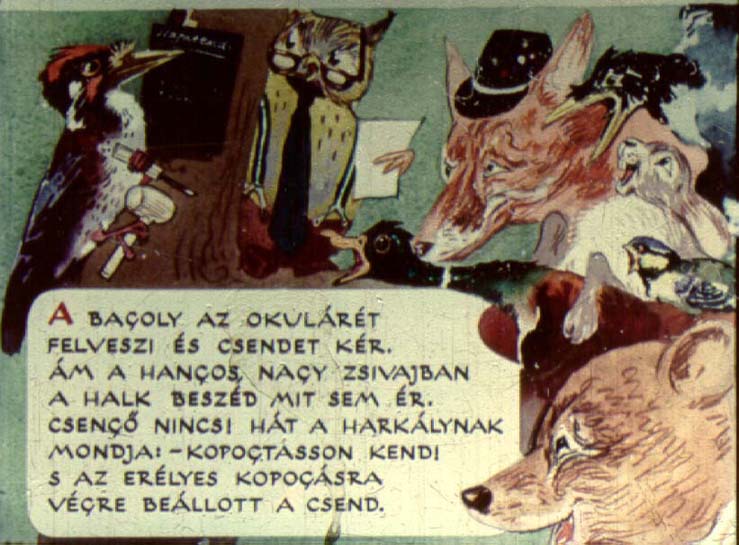 Napirend:
A BAGOLY AZ OKULÁRÉT
FELVESZI ÉS CSENDET KÉR.
ÁM A HANGOS, NAGY ZSIVAJBAN
A HALK BESZÉD MIT SEM ÉR.
CSENGŐ NINCS! HÁT A HARKÁLYNAK
MONDJA: – KOPOGTASSON KEND!
S AZ ERÉLYES KOPOGÁSRA
VÉGRE BEÁLLOTT A CSEND.